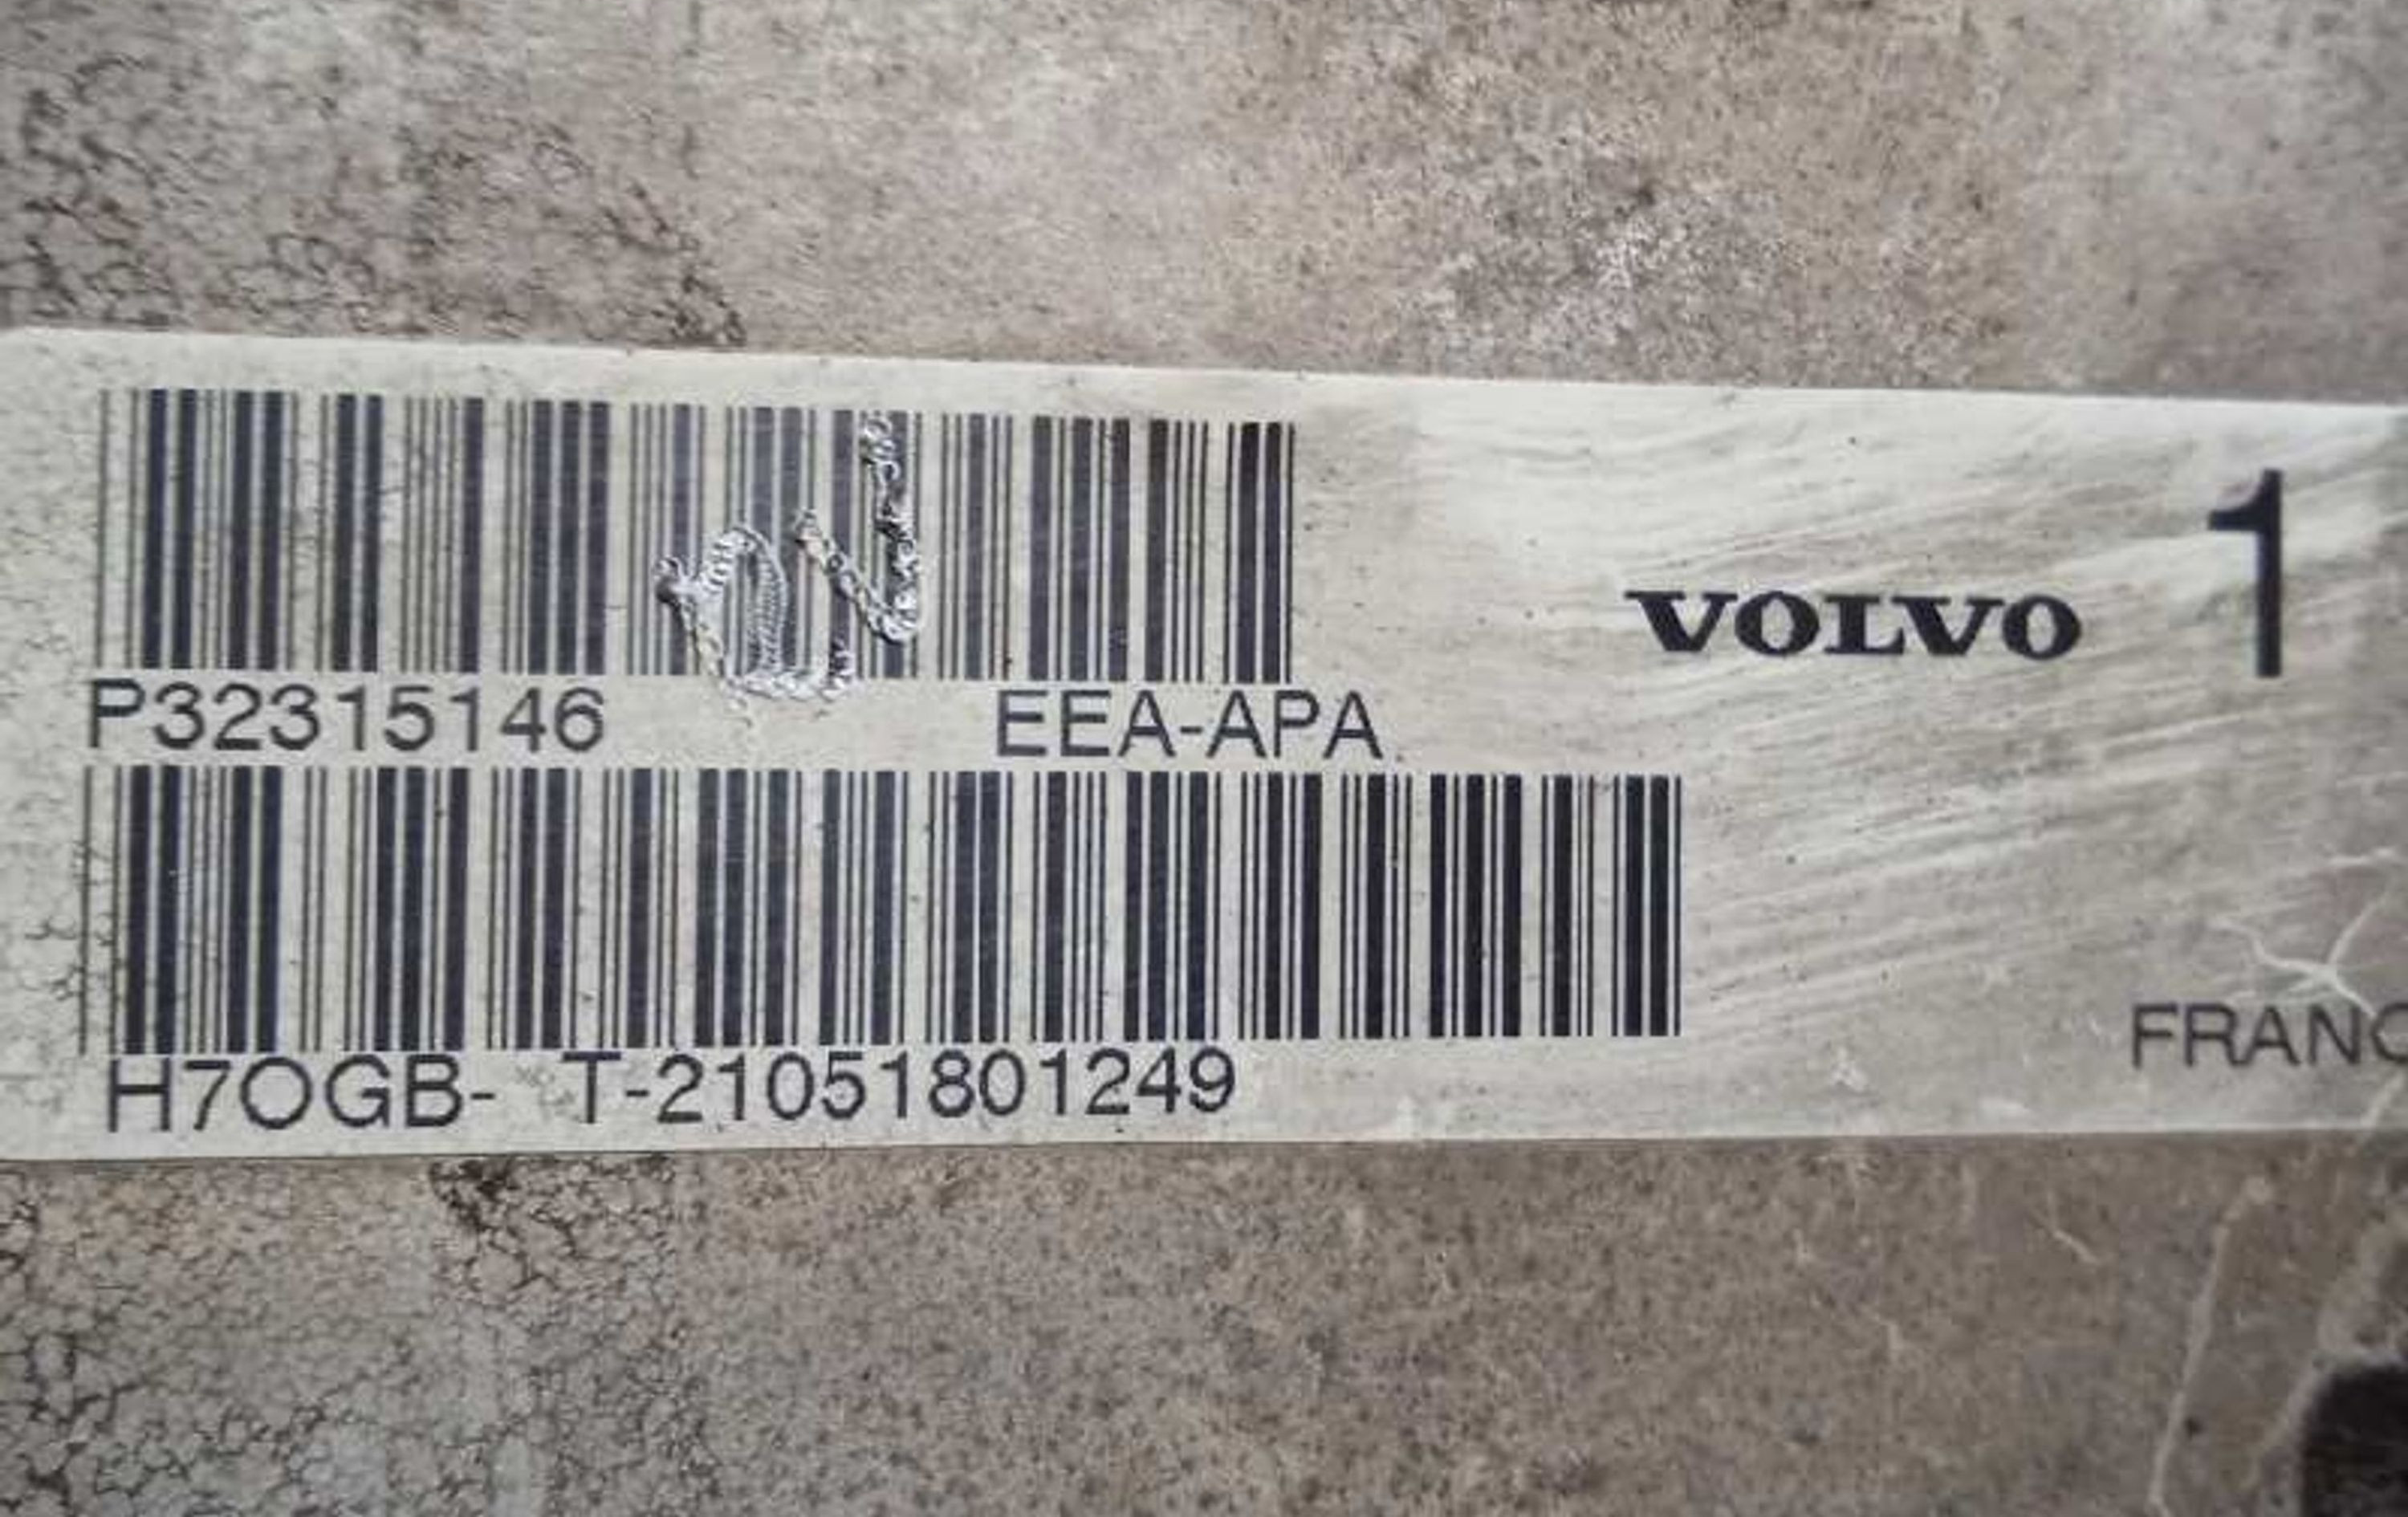 VOLVO 1
P32315146 EEA-APA
H7OGB- T-21051801249
FRANC